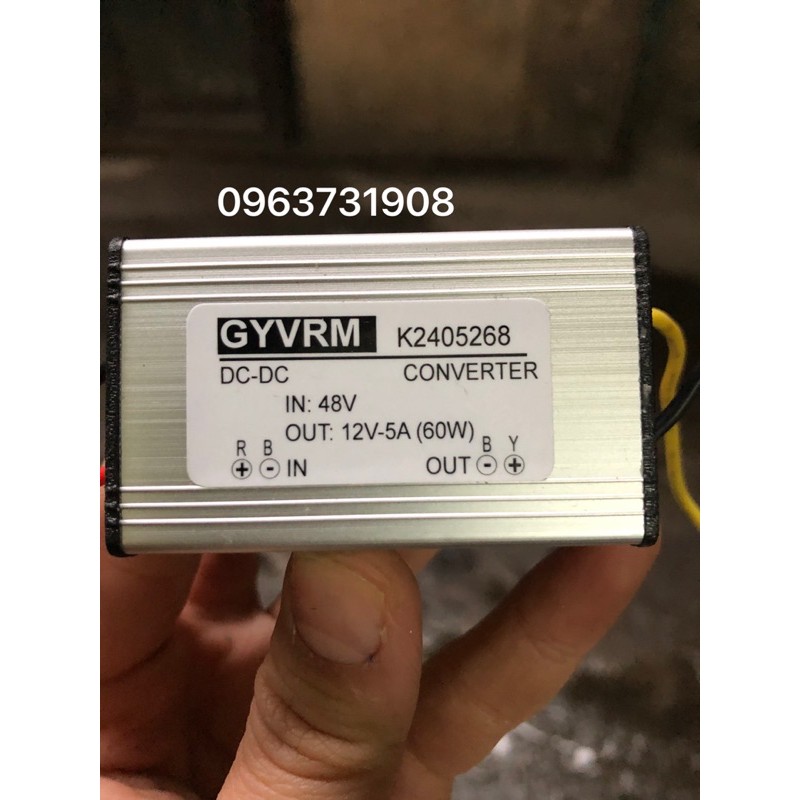 0963731908
GYVRM K2405268
DC-DC CONVERTER
IN: 48V
OUT: 12V-5A (60W)
R B B Y
+ - IN OUT - +